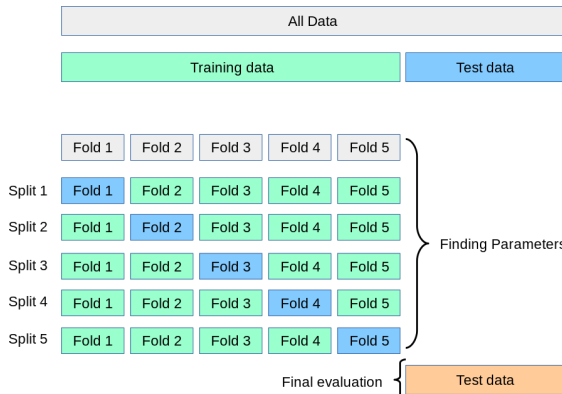 All Data
Training data Test data
Fold 1 Fold 2 Fold 3 Fold 4 Fold 5
Split 1 Fold 1 Fold 2 Fold 3 Fold 4 Fold 5
Split 2 Fold 1 Fold 2 Fold 3 Fold 4 Fold 5
Finding Parameters
Split 3 Fold 1 Fold 2 Fold 3 Fold 4 Fold 5
Split 4 Fold 1 Fold 2 Fold 3 Fold 4 Fold 5
Split 5 Fold 1 Fold 2 Fold 3 Fold 4 Fold 5
Final evaluation Test data